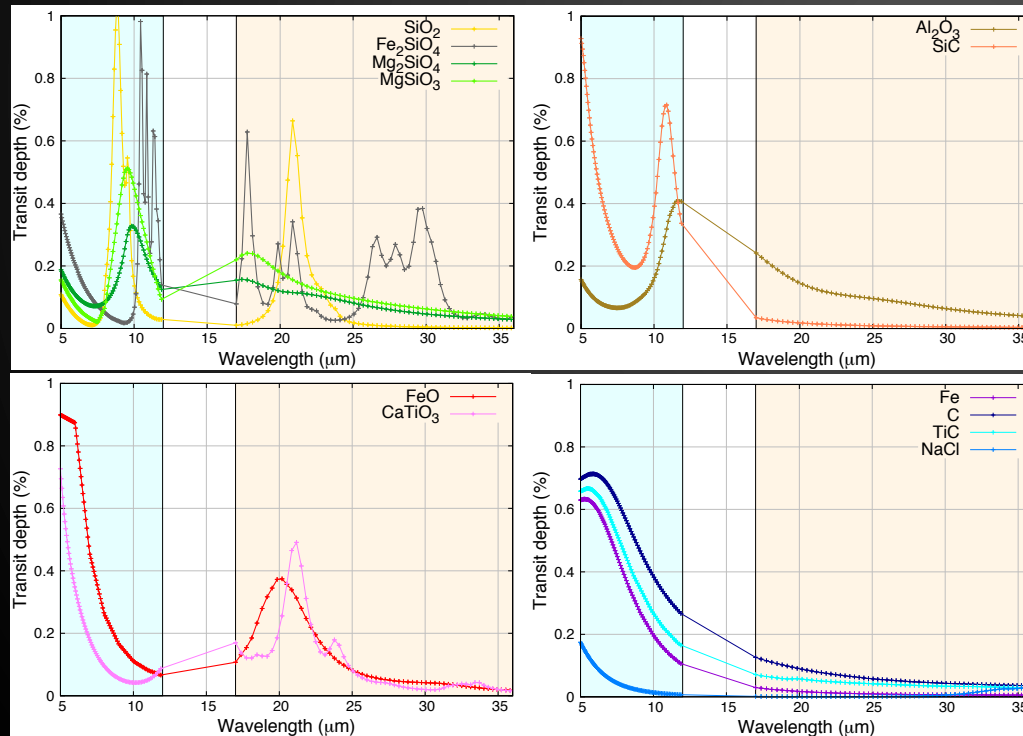 1
0.8
0.6
0.4
0.2
0
Transit depth (%)
SiO₂
Fe₂SiO₄
Mg₂SiO₄
MgSiO₃
5 10 15 20 25 30 35
Wavelength (μm)
1
0.8
0.6
0.4
0.2
0
Transit depth (%)
Al₂O₃
SiC
5 10 15 20 25 30 35
Wavelength (μm)
1
0.8
0.6
0.4
0.2
0
Transit depth (%)
FeO
CaTiO₃
5 10 15 20 25 30 35
Wavelength (μm)
1
0.8
0.6
0.4
0.2
0
Transit depth (%)
Fe
C
TiC
NaCl
5 10 15 20 25 30 35
Wavelength (μm)